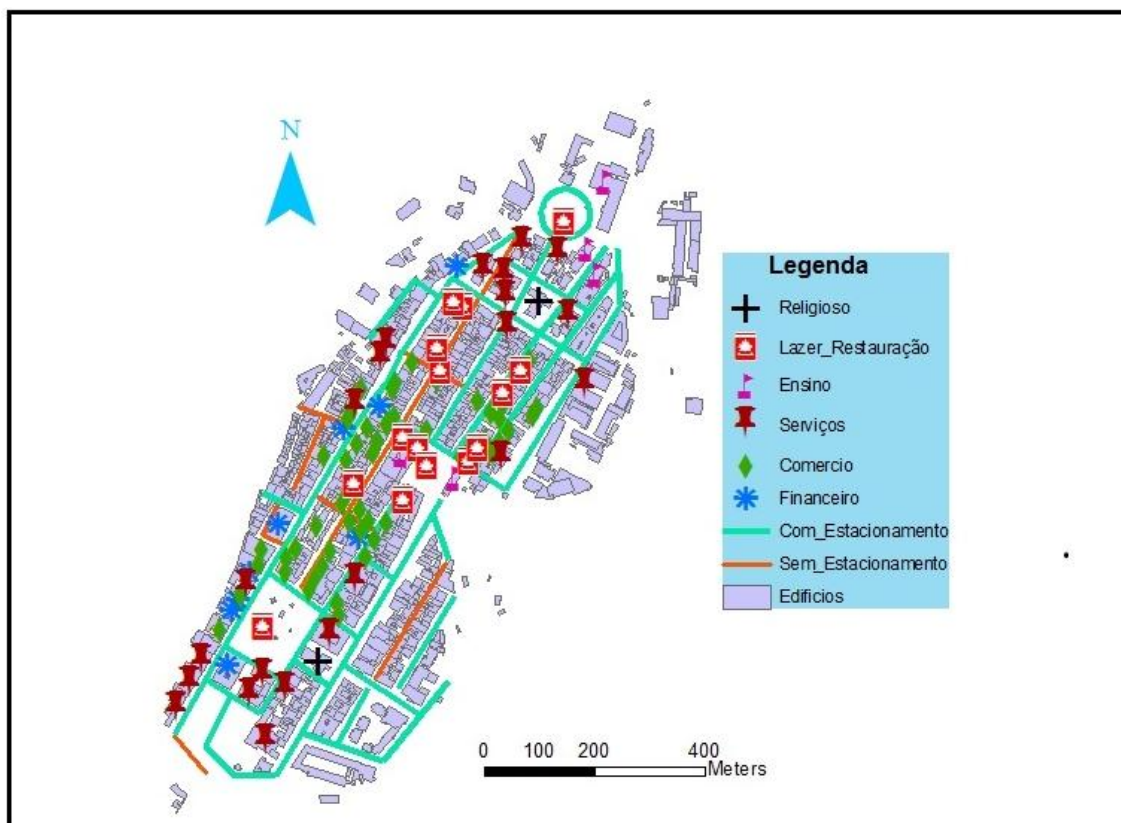 N
Legenda
Religioso
Lazer_Restauração
Ensino
Serviços
Comercio
Financeiro
Com_Estacionamento
Sem_Estacionamento
Edificios
0 100 200 400
Meters